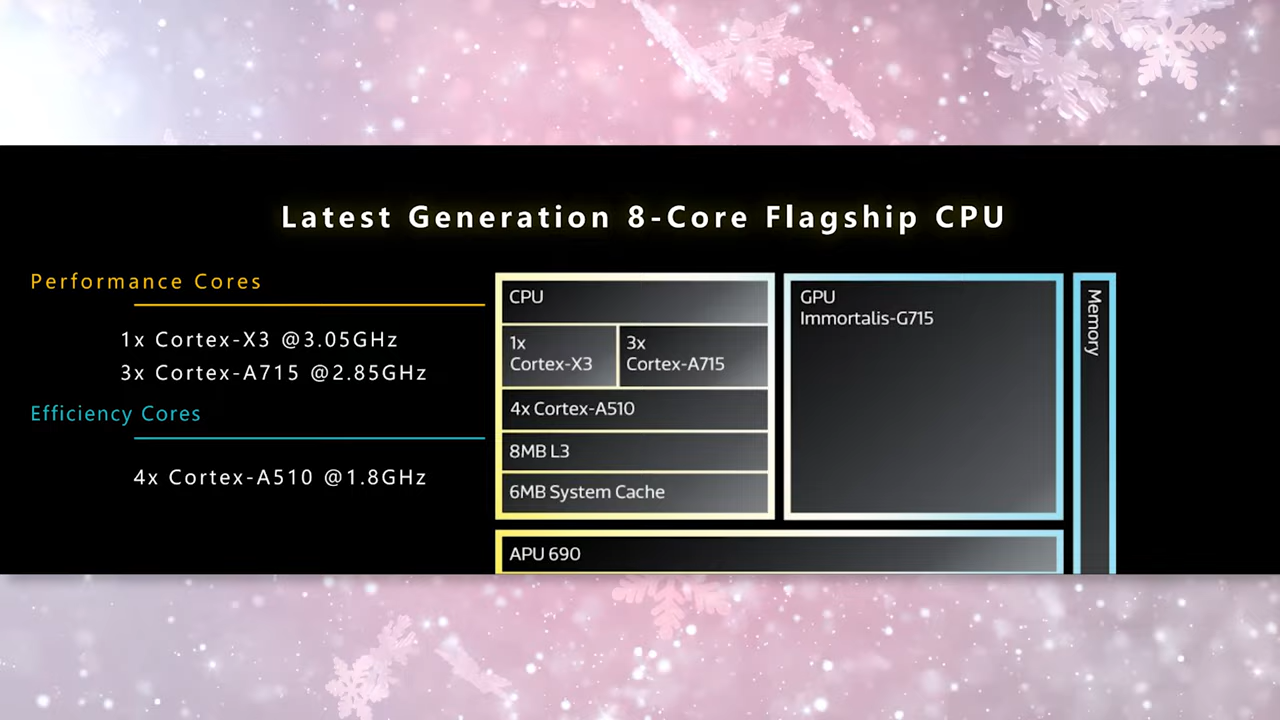 Latest Generation 8-Core Flagship CPU
Performance Cores
1x Cortex-X3 @3.05GHz
3x Cortex-A715 @2.85GHz
Efficiency Cores
4x Cortex-A510 @1.8GHz
CPU
1x
Cortex-X3
3x
Cortex-A715
4x Cortex-A510
8MB L3
6MB System Cache
GPU
Immortalis-G715
Memory
APU 690